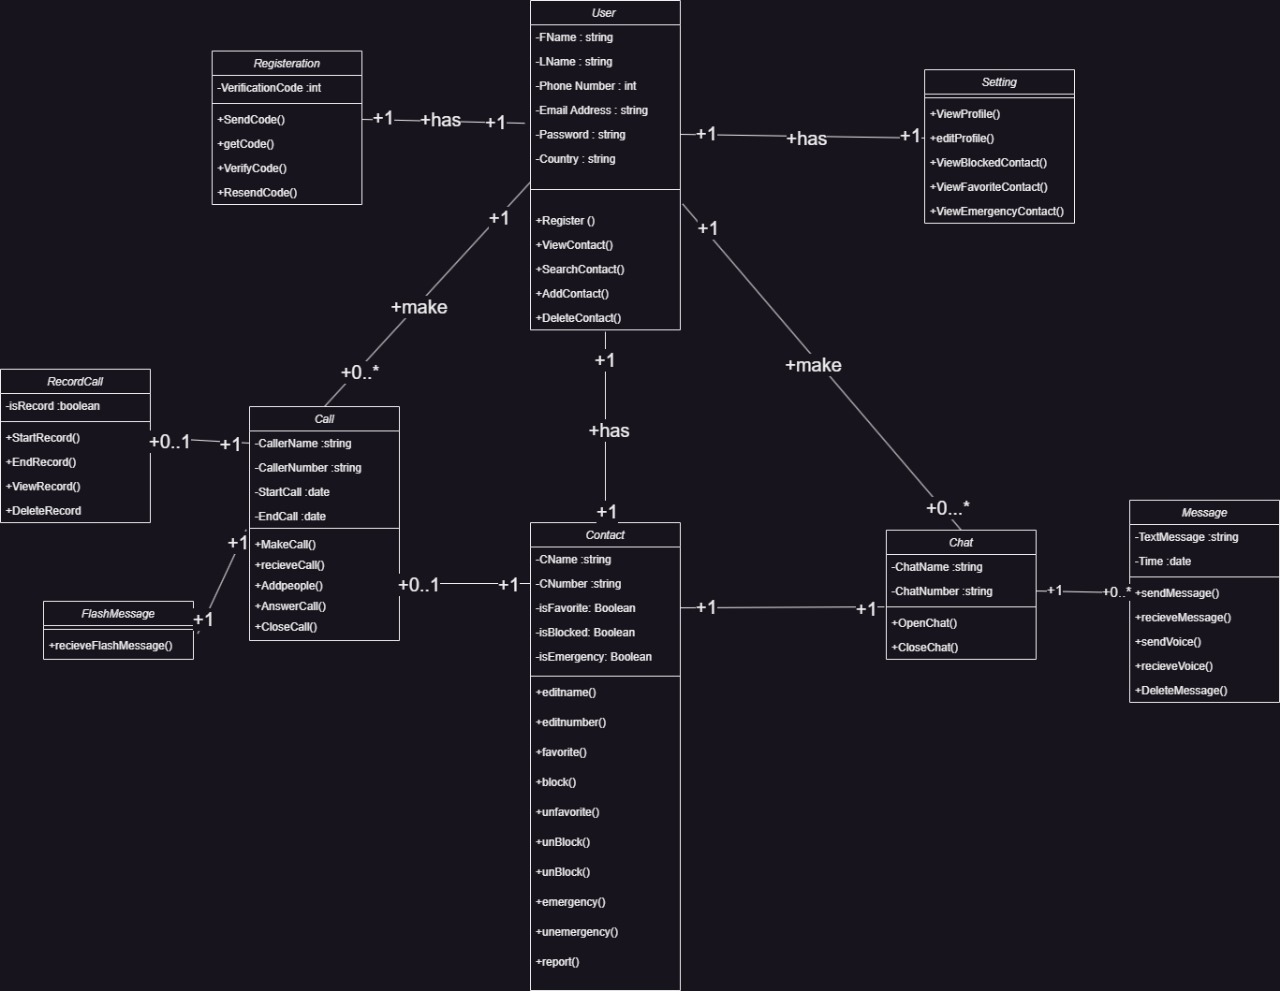 User
-FName : string
-LName : string
-Phone Number : int
-Email Address : string
-Password : string
-Country : string
+Register ()
+ViewContact()
+SearchContact()
+AddContact()
+DeleteContact()
Registeration
-VerificationCode :int
+SendCode()
+getCode()
+VerifyCode()
+ResendCode()
+1
+has
+1
Setting
+ViewProfile()
+editProfile()
+ViewBlockedContact()
+ViewFavoriteContact()
+ViewEmergencyContact()
+1
+has
+1
+1
+make
+0..*
+1
+make
+0...*
+1
+has
+1
RecordCall
-isRecord :boolean
+StartRecord()
+EndRecord()
+ViewRecord()
+DeleteRecord
+0..1
+1
Call
-CallerName :string
-CallerNumber :string
-StartCall :date
-EndCall :date
+MakeCall()
+recieveCall()
+Addpeople()
+AnswerCall()
+CloseCall()
+1
+1
FlashMessage
+recieveFlashMessage()
+0..1
+1
Contact
-CName :string
-CNumber :string
-isFavorite: Boolean
-isBlocked: Boolean
-isEmergency: Boolean
+editname()
+editnumber()
+favorite()
+block()
+unfavorite()
+unBlock()
+unBlock()
+emergency()
+unemergency()
+report()
+1
+1
Chat
-ChatName :string
-ChatNumber :string
+OpenChat()
+CloseChat()
+1
+0..*
Message
-TextMessage :string
-Time :date
+sendMessage()
+recieveMessage()
+sendVoice()
+recieveVoice()
+DeleteMessage()